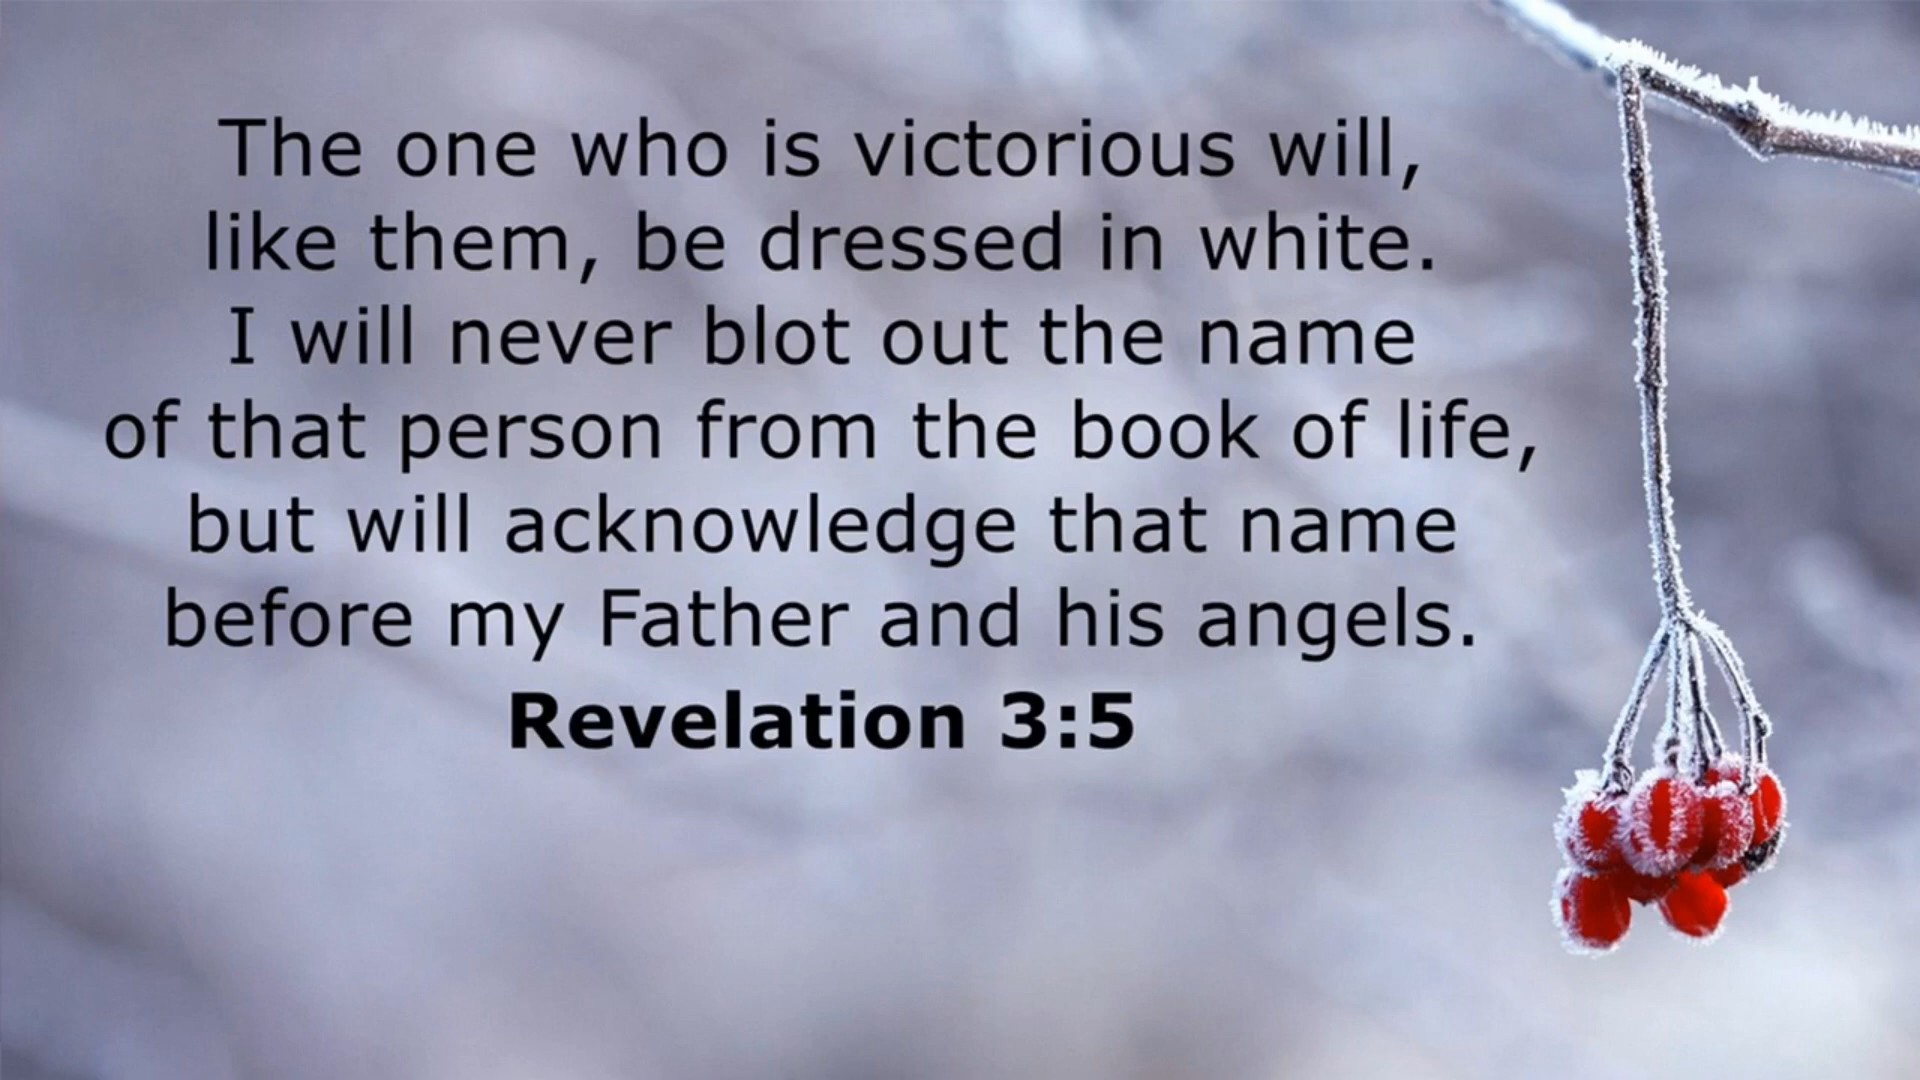 The one who is victorious will,
like them, be dressed in white.
I will never blot out the name
of that person from the book of life,
but will acknowledge that name
before my Father and his angels.
Revelation 3:5